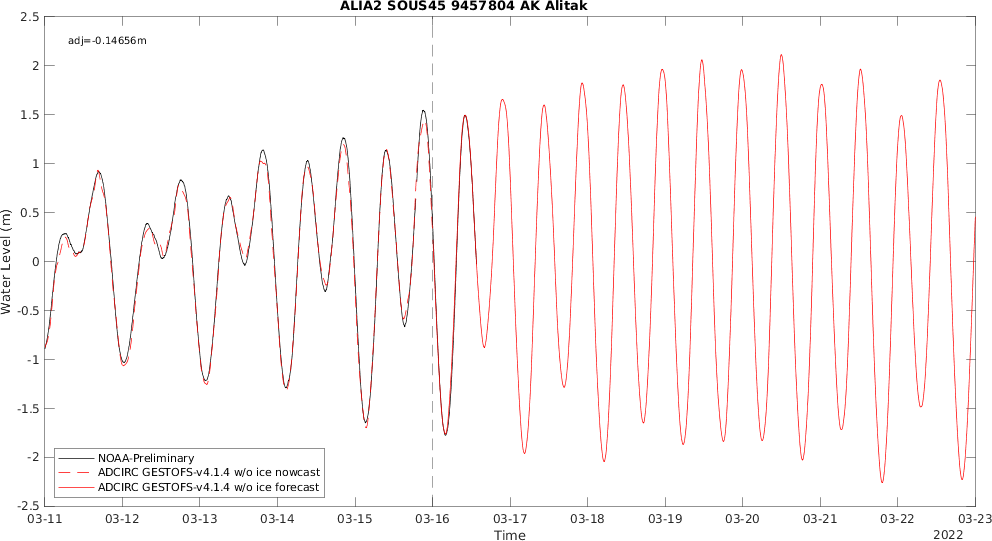 ALIA2 SOUS45 9457804 AK Alitak
adj=-0.14656m
2.5
2
1.5
1
0.5
0
-0.5
-1
-1.5
-2
-2.5
Water Level (m)
NOAA-Preliminary
ADCIRC GESTOFS-v4.1.4 w/o ice nowcast
ADCIRC GESTOFS-v4.1.4 w/o ice forecast
03-11 03-12 03-13 03-14 03-15 03-16 03-17 03-18 03-19 03-20 03-21 03-22 03-23
Time
2022